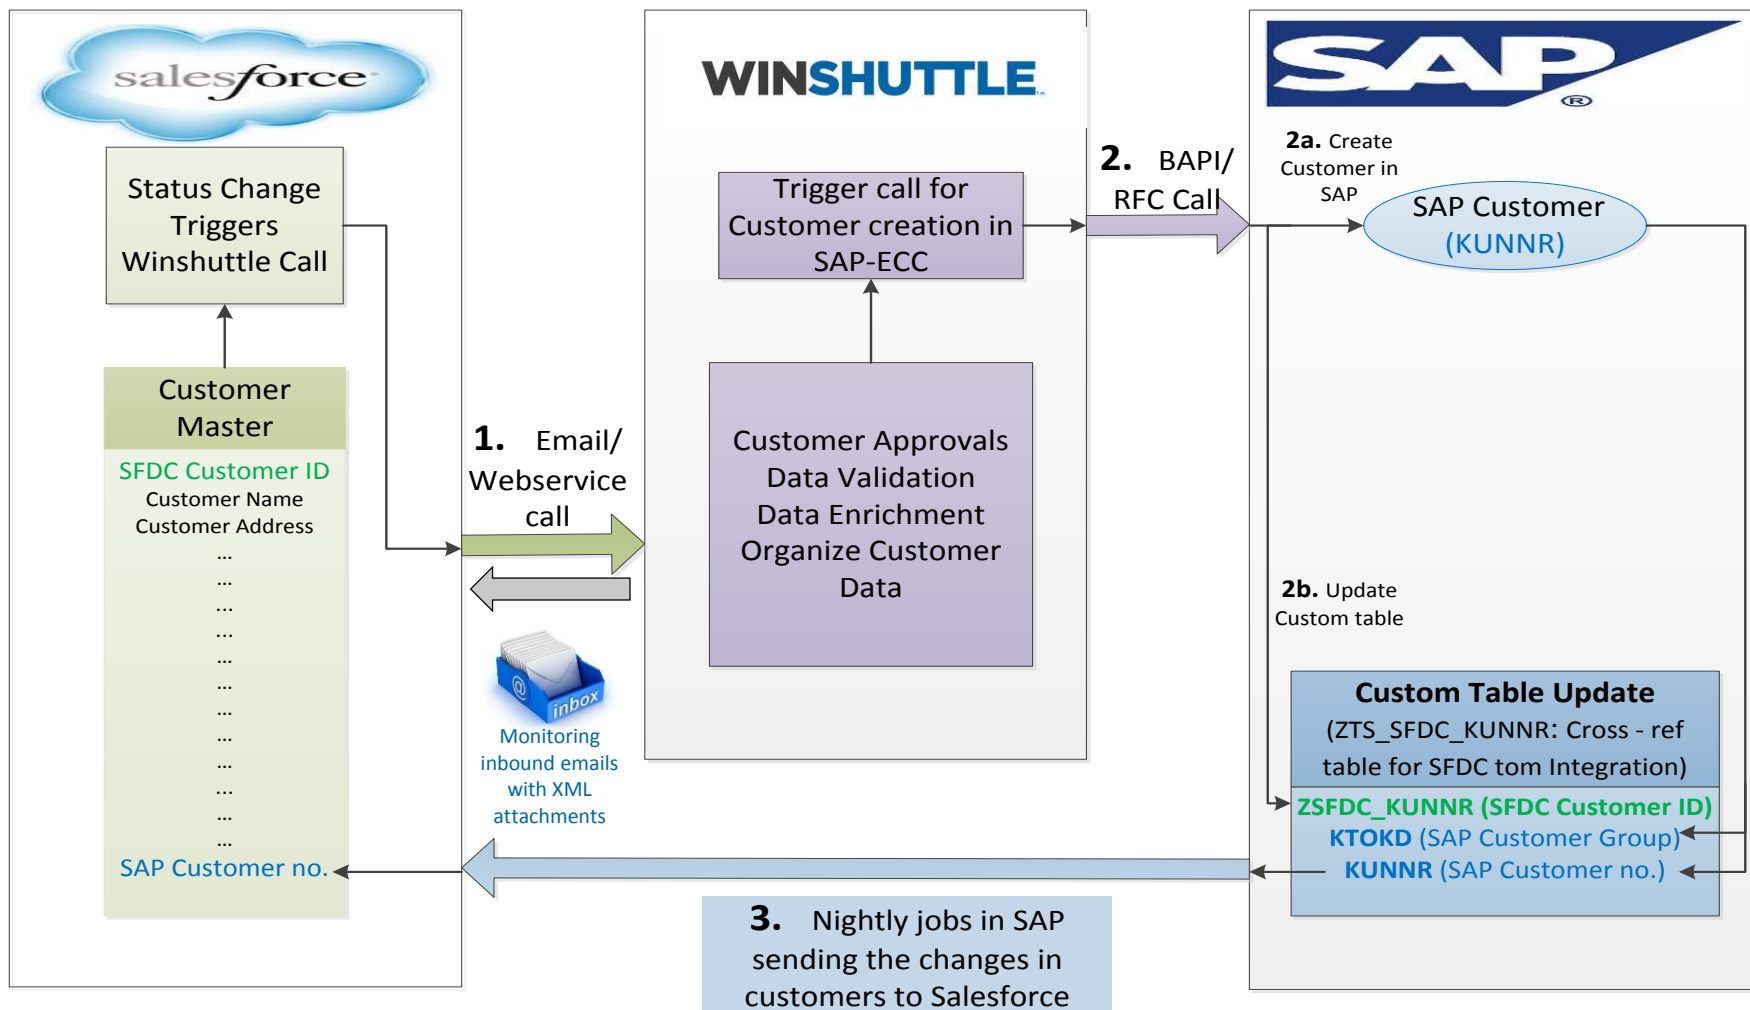 salesforce
Status Change
Triggers
Winshuttle Call
Customer
Master
SFDC Customer ID
Customer Name
Customer Address
...
...
...
...
...
...
...
...
...
...
...
...
SAP Customer no.
1. Email/
Webservice
call
@
inbox
Monitoring
inbound emails
with XML
attachments
WINSHUTTLE™
Trigger call for
Customer creation in
SAP-ECC
Customer Approvals
Data Validation
Data Enrichment
Organize Customer
Data
2. BAPI/
RFC Call
SAP
®
2a. Create
Customer in
SAP
SAP Customer
(KUNNR)
2b. Update
Custom table
Custom Table Update
(ZTS_SFDC_KUNNR: Cross - ref
table for SFDC tom Integration)
ZSFDC_KUNNR (SFDC Customer ID)
KTOKD (SAP Customer Group)
KUNNR (SAP Customer no.)
3. Nightly jobs in SAP
sending the changes in
customers to Salesforce